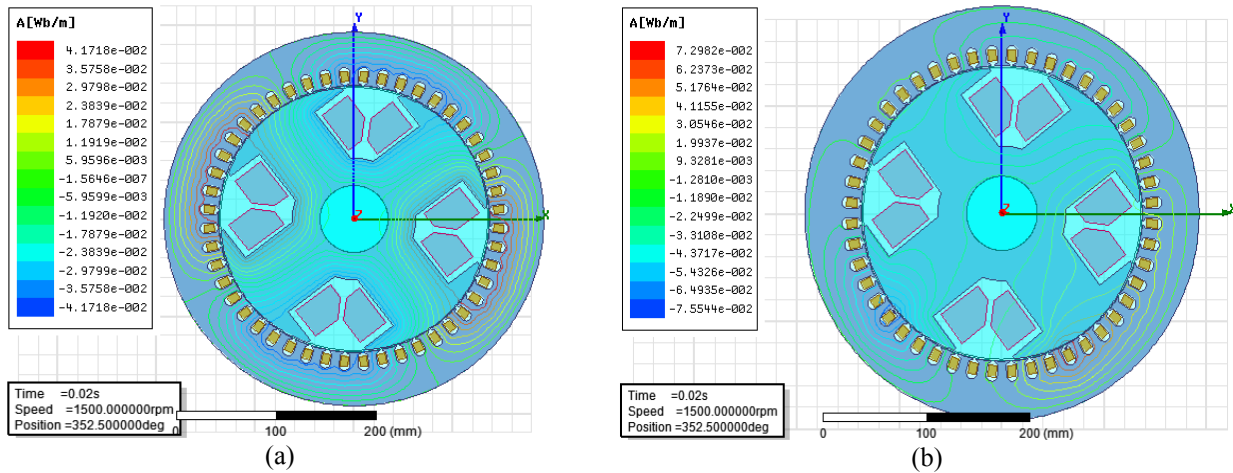 A[Wb/m]
4.1718e-002
3.5758e-002
2.9798e-002
2.3839e-002
1.7879e-002
1.1919e-002
5.9596e-003
-1.5646e-007
-5.9599e-003
-1.1920e-002
-1.7879e-002
-2.3839e-002
-2.9799e-002
-3.5758e-002
-4.1718e-002
Y
X
Z
Time =0.02s
Speed =1500.000000rpm
Position =352.500000deg
0 100 200 (mm)
(a)
A[Wb/m]
7.2982e-002
6.2373e-002
5.1764e-002
4.1155e-002
3.0546e-002
1.9937e-002
9.3281e-003
-1.2810e-003
-1.1890e-002
-2.2499e-002
-3.3108e-002
-4.3717e-002
-5.4326e-002
-6.4935e-002
-7.5544e-002
Y
Z
Time =0.02s
Speed =1500.000000rpm
Position =352.500000deg
0 100 200 (mm)
(b)